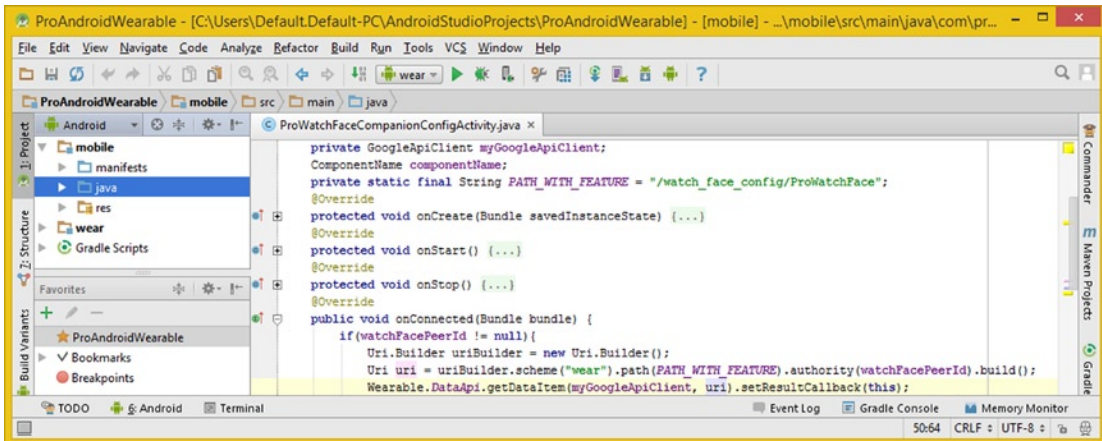 ProAndroidWearable - [C:\Users\Default.Default-PC\AndroidStudioProjects\ProAndroidWearable] - [mobile] - ...\mobile\src\main\java\com\pr...
File Edit View Navigate Code Analyze Refactor Build Run Tools VCS Window Help
wear
ProAndroidWearable mobile src main java
1: Project
Android
ProWatchFaceCompanionConfigActivity.java
mobile
manifests
java
res
wear
Gradle Scripts
Z: Structure
Favorites
ProAndroidWearable
Bookmarks
Breakpoints
Build Variants
private GoogleApiClient myGoogleApiClient;
ComponentName componentName;
private static final String PATH_WITH_FEATURE = "/watch_face_config/ProWatchFace";
@Override
protected void onCreate(Bundle savedInstanceState) {...}
@Override
protected void onStart() {...}
@Override
protected void onStop() {...}
@Override
public void onConnected(Bundle bundle) {
if(watchFacePeerId != null){
Uri.Builder uriBuilder = new Uri.Builder();
Uri uri = uriBuilder.scheme("wear").path(PATH_WITH_FEATURE).authority(watchFacePeerId).build();
Wearable.DataApi.getDataItem(myGoogleApiClient, uri).setResultCallback(this);
Commander
m Maven Projects
Gradle
TODO 6: Android Terminal Event Log Gradle Console Memory Monitor
50:64 CRLF UTF-8